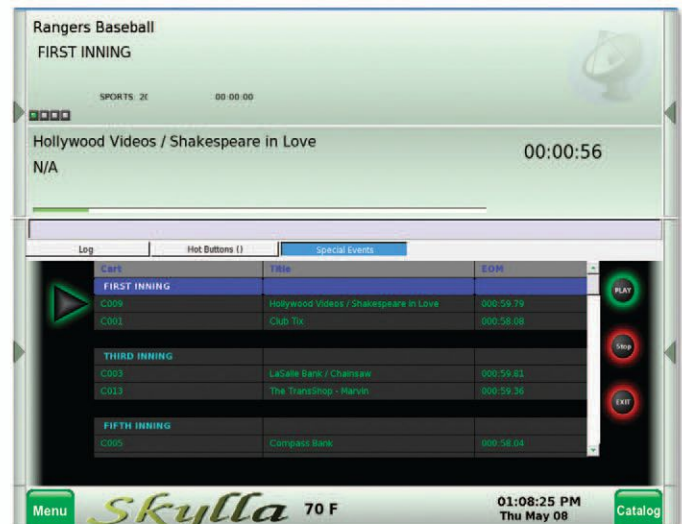 Rangers Baseball
FIRST INNING
SPORTS: 2( 00:00:00
Hollywood Videos / Shakespeare in Love 00:00:56
N/A
Log Hot Buttons () Special Events
Cart Title EOM
FIRST INNING
C009 Hollywood Videos / Shakespeare in Love 000:59.79
C001 Club Tix 000:58.08
THIRD INNING
C003 LaSalle Bank / Chainsaw 000:59.81
C013 The TransShop - Marvin 000:59.36
FIFTH INNING
C005 Compass Bank 000:58.04
PLAY
Stop
EXIT
Menu Skylla 70 F 01:08:25 PM Catalog
Thu May 08